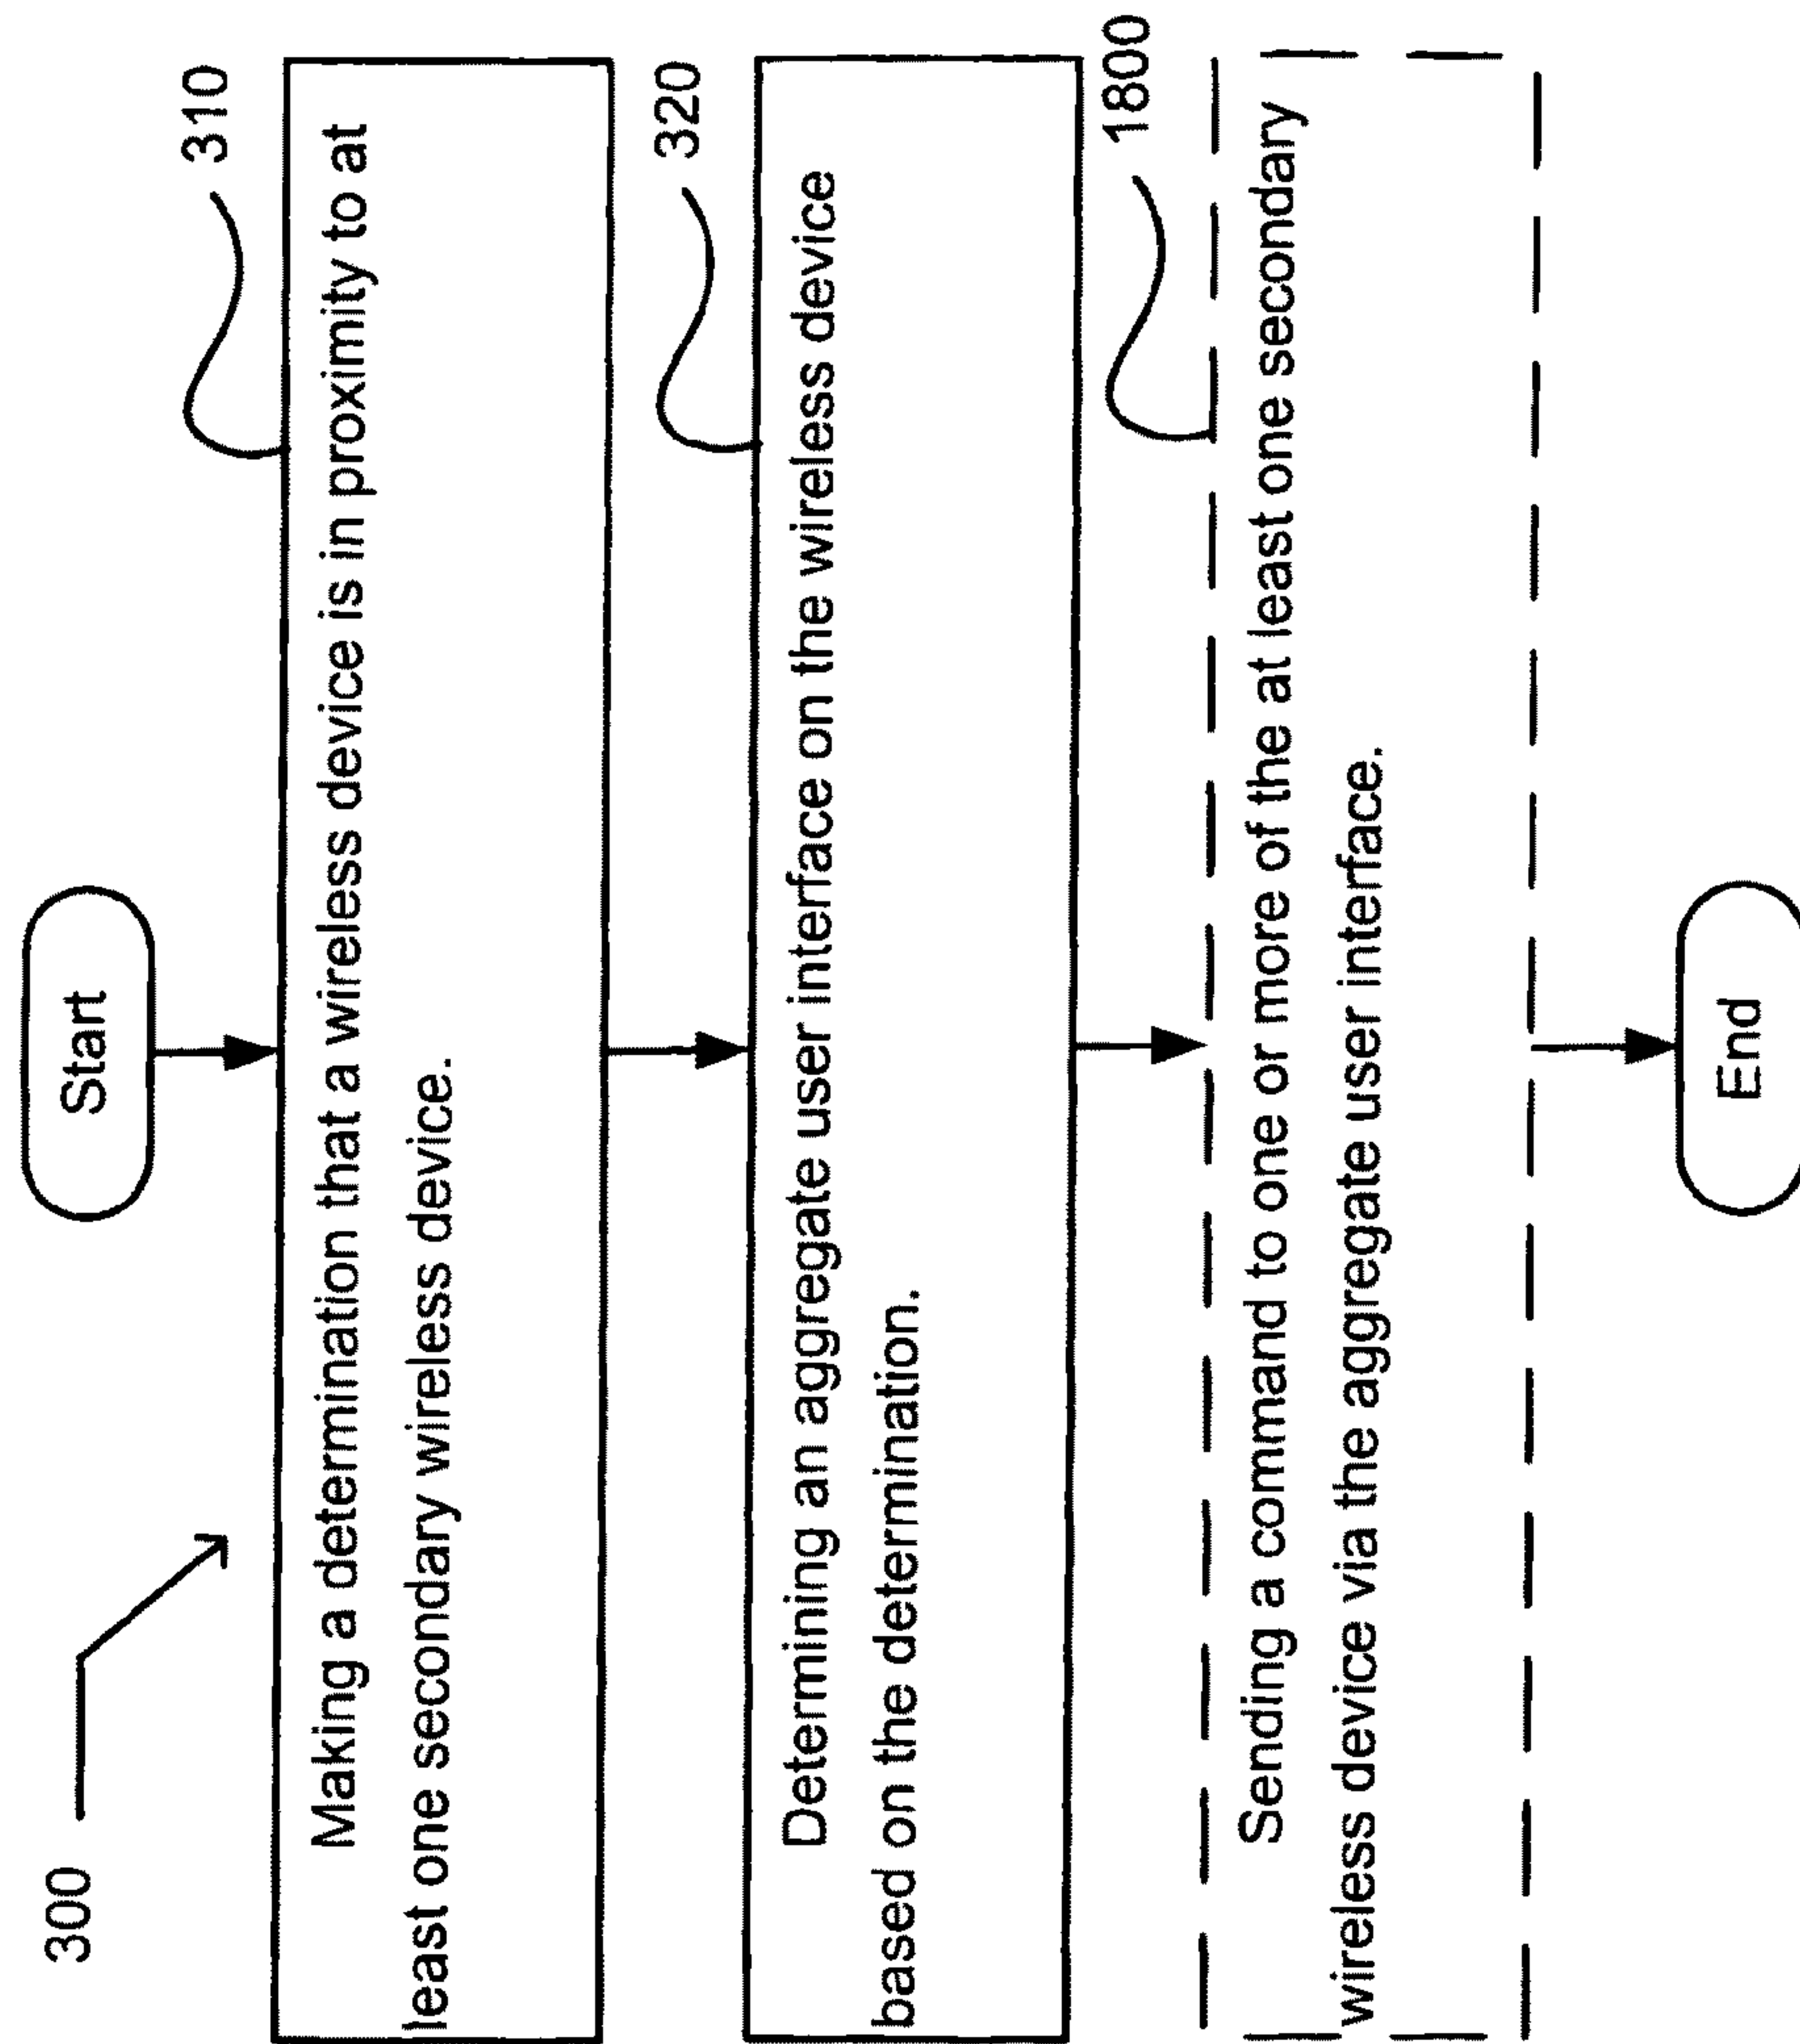 300
Start
310
Making a determination that a wireless device is in proximity to at
least one secondary wireless device.
320
Determining an aggregate user interface on the wireless device
based on the determination.
1800
Sending a command to one or more of the at least one secondary
wireless device via the aggregate user interface.
End